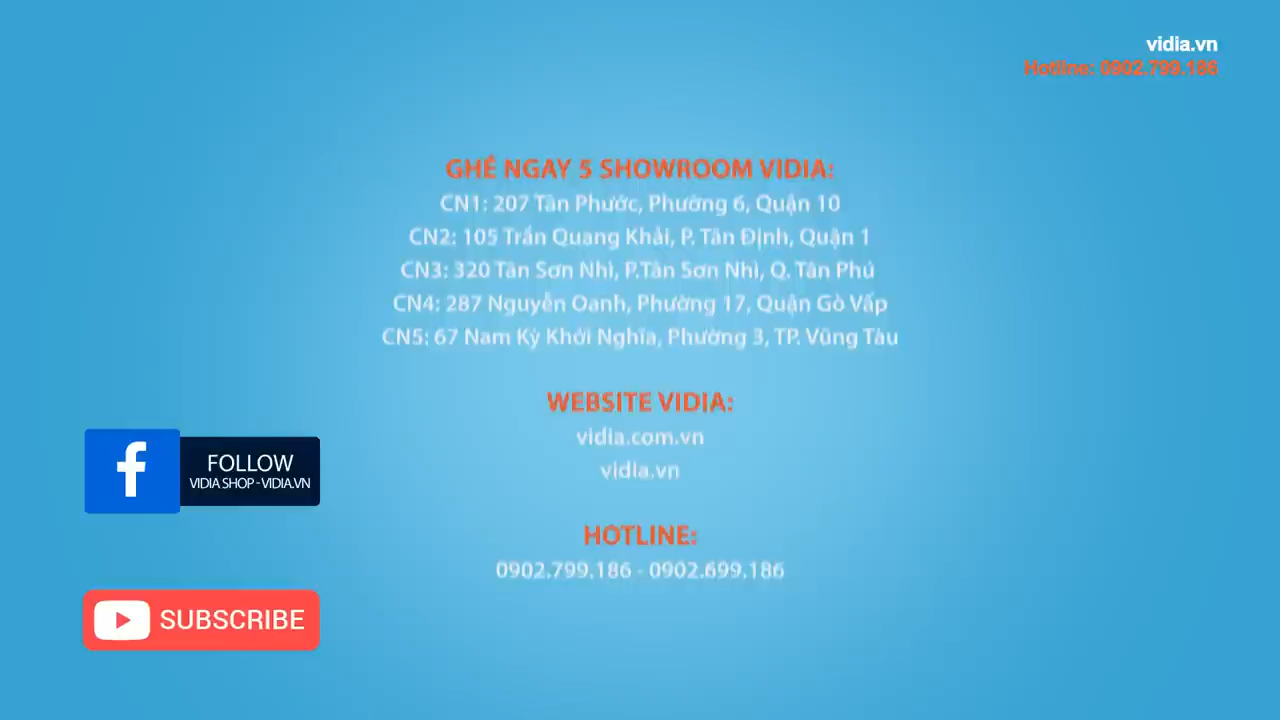 vidia.vn
Hotline: 0902.799.186
GHÉ NGAY 5 SHOWROOM VIDIA:
CN1: 207 Tân Phước, Phường 6, Quận 10
CN2: 105 Trần Quang Khải, P. Tân Định, Quận 1
CN3: 320 Tân Sơn Nhì, P.Tân Sơn Nhì, Q. Tân Phú
CN4: 287 Nguyễn Oanh, Phường 17, Quận Gò Vấp
CN5: 67 Nam Kỳ Khởi Nghĩa, Phường 3, TP. Vũng Tàu
WEBSITE VIDIA:
vidia.com.vn
vidia.vn
FOLLOW
VIDIA SHOP - VIDIA.VN
HOTLINE:
0902.799.186 - 0902.699.186
SUBSCRIBE